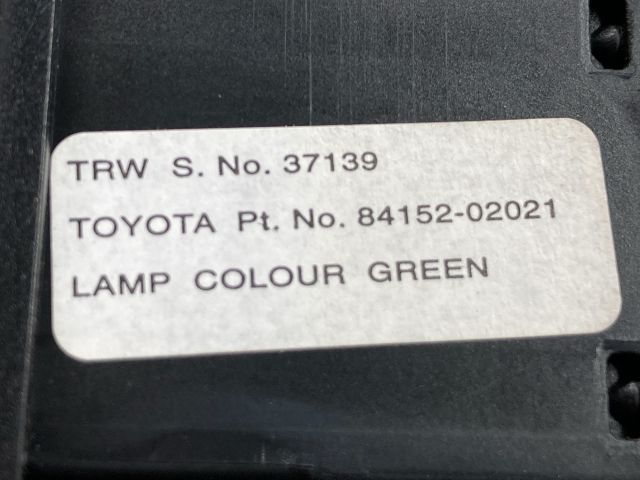 TRW S. No. 37139
TOYOTA Pt. No. 84152-02021
LAMP COLOUR GREEN